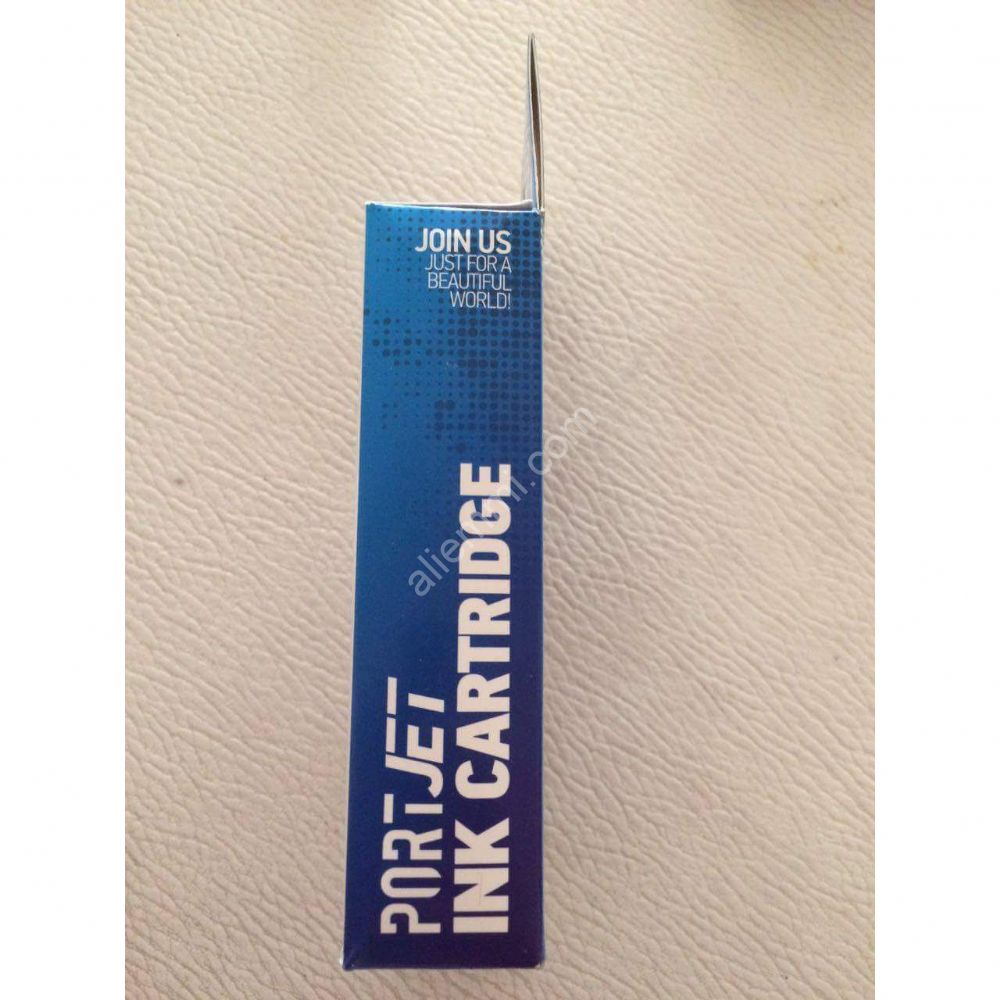 JOIN US
JUST FOR A
BEAUTIFUL
WORLD!
PORTJET
INK CARTRIDGE